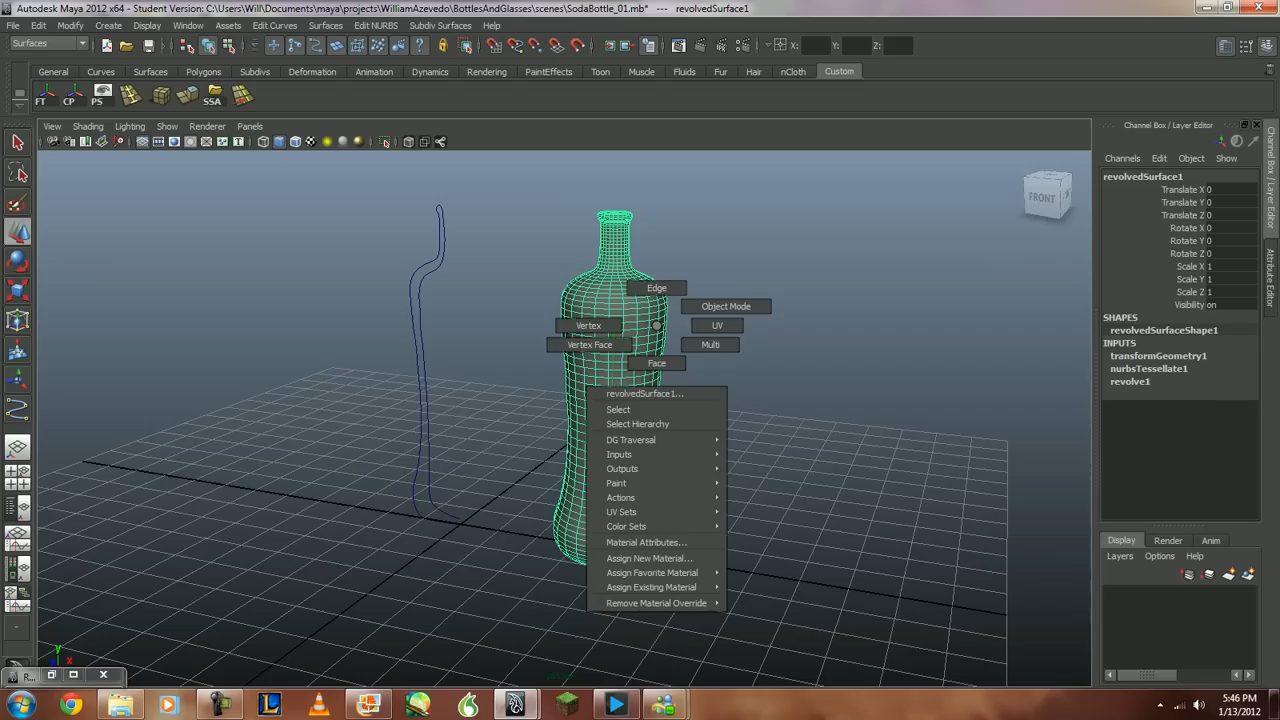 Autodesk Maya 2012 x64 - Student Version: C:\Users\Will\Documents\maya\projects\WilliamAzevedo\BottlesAndGlasses\scenes\SodaBottle_01.mb* --- revolvedSurface1
File Edit Modify Create Display Window Assets Surfaces Edit Curves Edit NURBS Subdiv Surfaces Help
Surfaces X: Y: Z:
General Curves Surfaces Polygons Subdivs Deformation Animation Dynamics Rendering PaintEffects Toon Muscle Fluids Fur Hair nCloth Custom
FT CP PS SSA
View Shading Lighting Show Renderer Panels
Channel Box / Layer Editor
Channels Edit Object Show
revolvedSurface1
Translate X 0
Translate Y 0
Translate Z 0
Rotate X 0
Rotate Y 0
Rotate Z 0
Scale X 1
Scale Y 1
Scale Z 1
Visibility on
SHAPES
revolvedSurfaceShape1
INPUTS
transformGeometry1
nurbsTessellate1
revolve1
Channel Box / Layer Editor
Attribute Editor
FRONT
Edge
Object Mode
Vertex
UV
Vertex Face
Multi
Face
revolvedSurface1...
Select
Select Hierarchy
DG Traversal
Inputs
Outputs
Paint
Actions
UV Sets
Color Sets
Material Attributes...
Assign New Material...
Assign Favorite Material
Assign Existing Material
Remove Material Override
Display Render Anim
Layers Options Help
y
x
R...
5:46 PM
1/13/2012